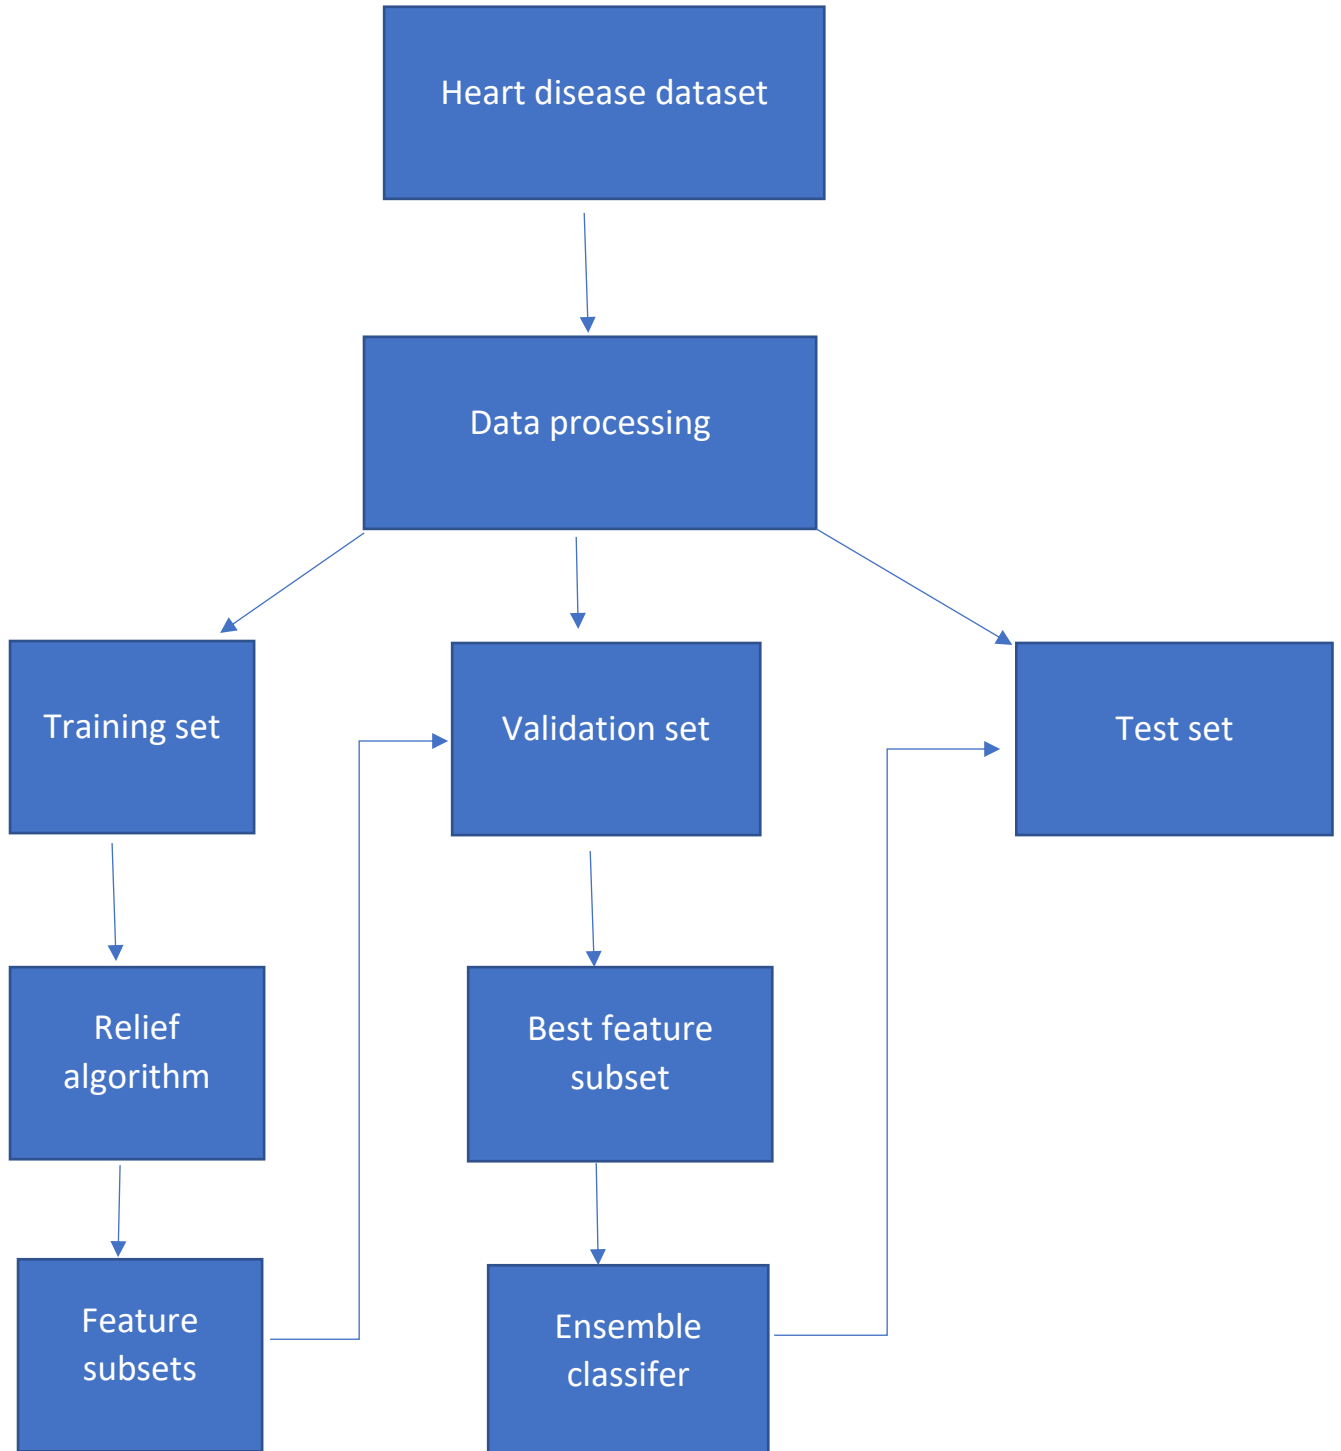 Heart disease dataset
Data processing
Training set
Validation set
Test set
Relief
algorithm
Best feature
subset
Feature
subsets
Ensemble
classifer